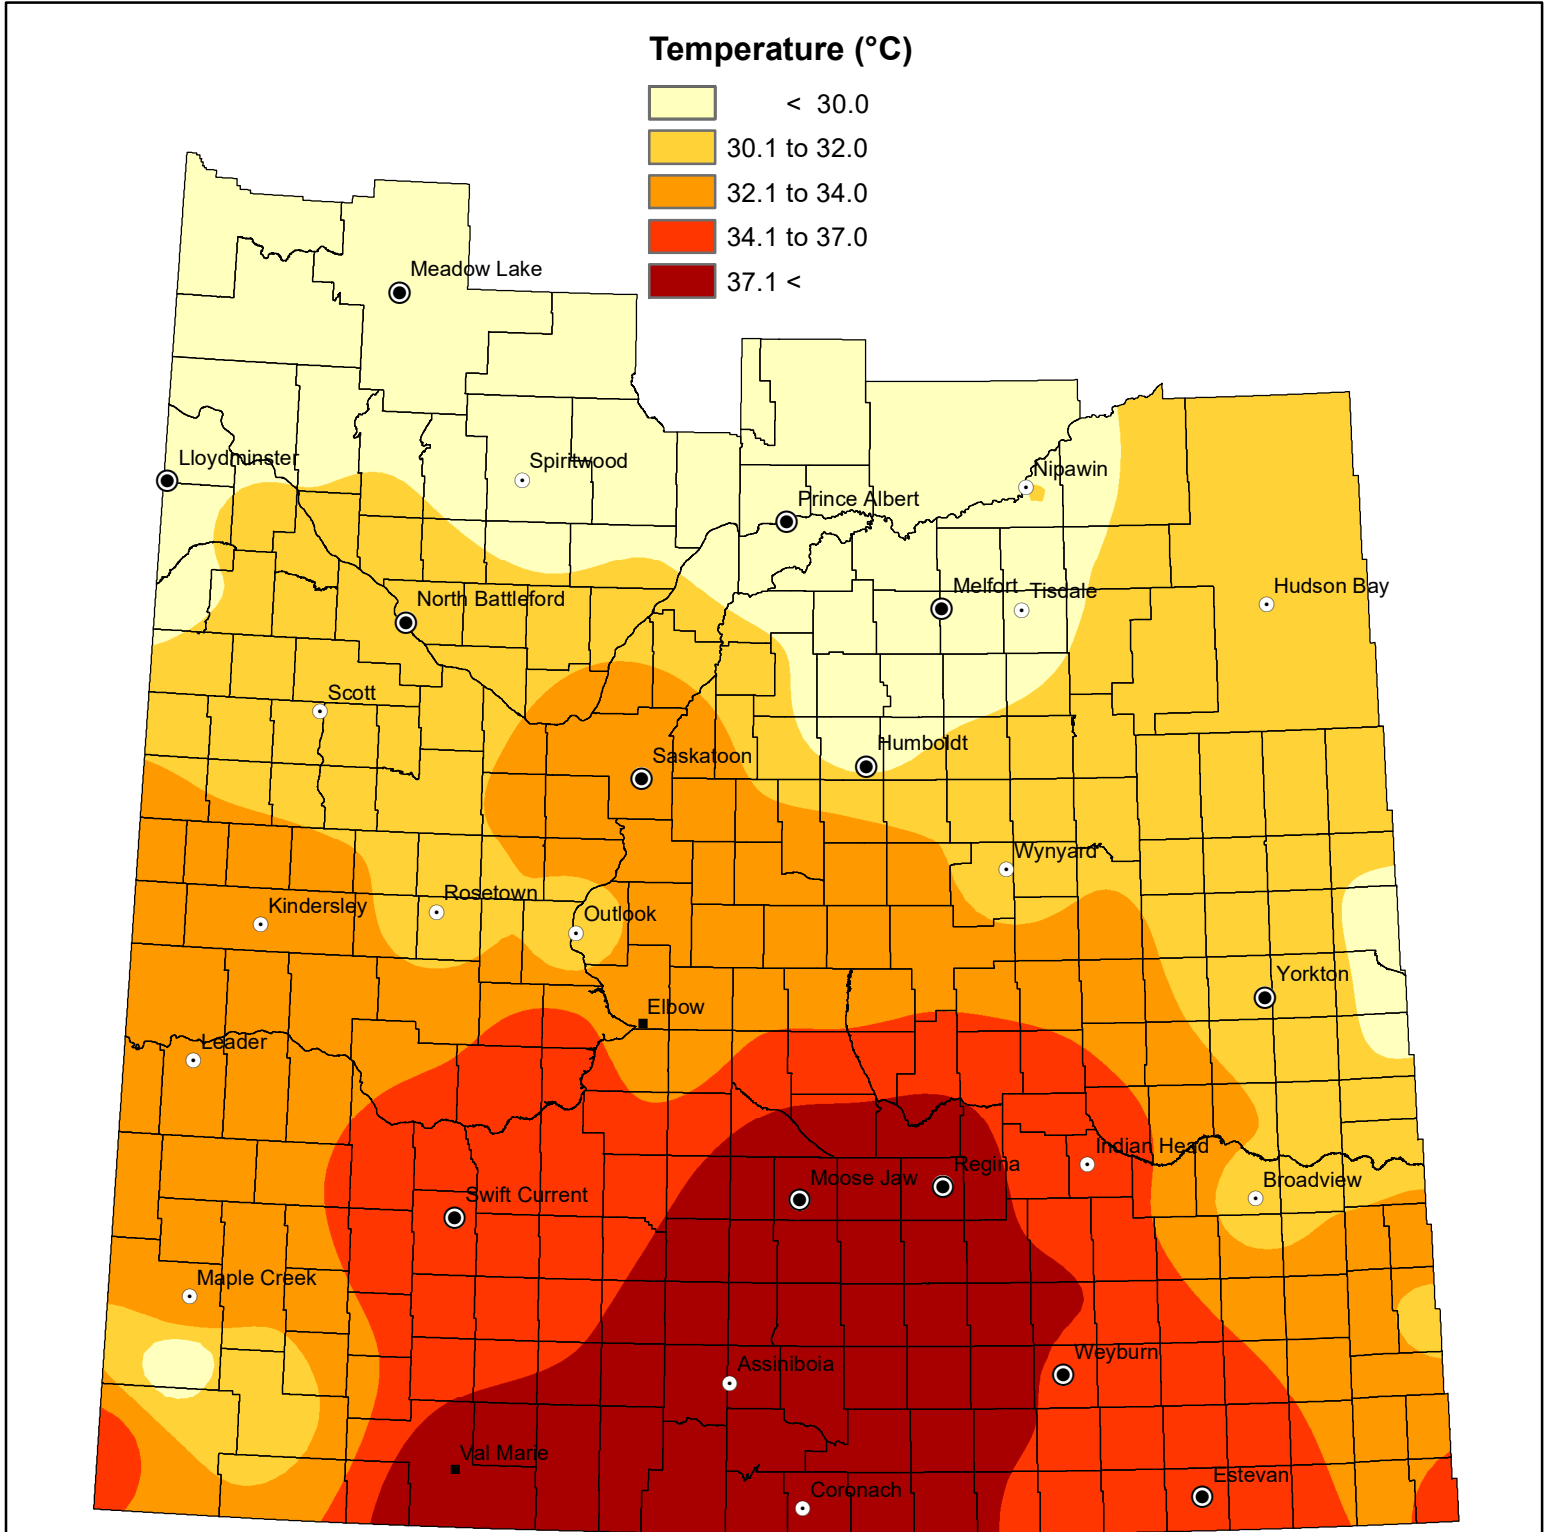 Temperature (°C)
< 30.0
30.1 to 32.0
32.1 to 34.0
34.1 to 37.0
37.1 <
Meadow Lake
Lloydminster
Spiritwood
Nipawin
Prince Albert
North Battleford
Melfort
Tisdale
Hudson Bay
Scott
Saskatoon
Humboldt
Wynyard
Kindersley
Rosetown
Outlook
Yorkton
Elbow
Leader
Indian Head
Regina
Moose Jaw
Broadview
Swift Current
Maple Creek
Assiniboia
Weyburn
Val Marie
Coronach
Estevan